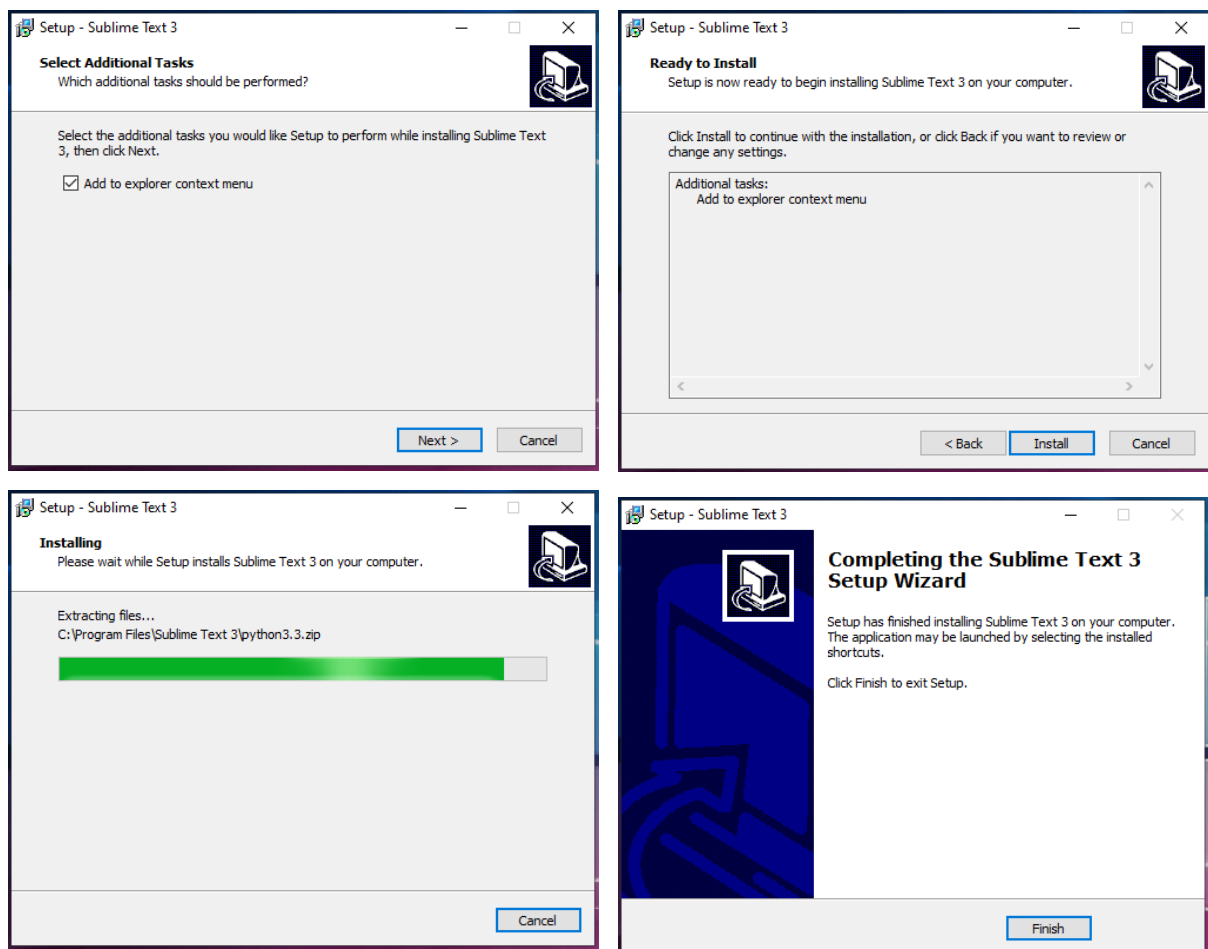 Setup - Sublime Text 3
Select Additional Tasks
Which additional tasks should be performed?
Select the additional tasks you would like Setup to perform while installing Sublime Text
3, then click Next.
Add to explorer context menu
Next >
Cancel
Setup - Sublime Text 3
Ready to Install
Setup is now ready to begin installing Sublime Text 3 on your computer.
Click Install to continue with the installation, or click Back if you want to review or
change any settings.
Additional tasks:
Add to explorer context menu
< Back
Install
Cancel
Setup - Sublime Text 3
Installing
Please wait while Setup installs Sublime Text 3 on your computer.
Extracting files...
C:\Program Files\Sublime Text 3\python3.3.zip
Cancel
Setup - Sublime Text 3
Completing the Sublime Text 3
Setup Wizard
Setup has finished installing Sublime Text 3 on your computer.
The application may be launched by selecting the installed
shortcuts.
Click Finish to exit Setup.
Finish